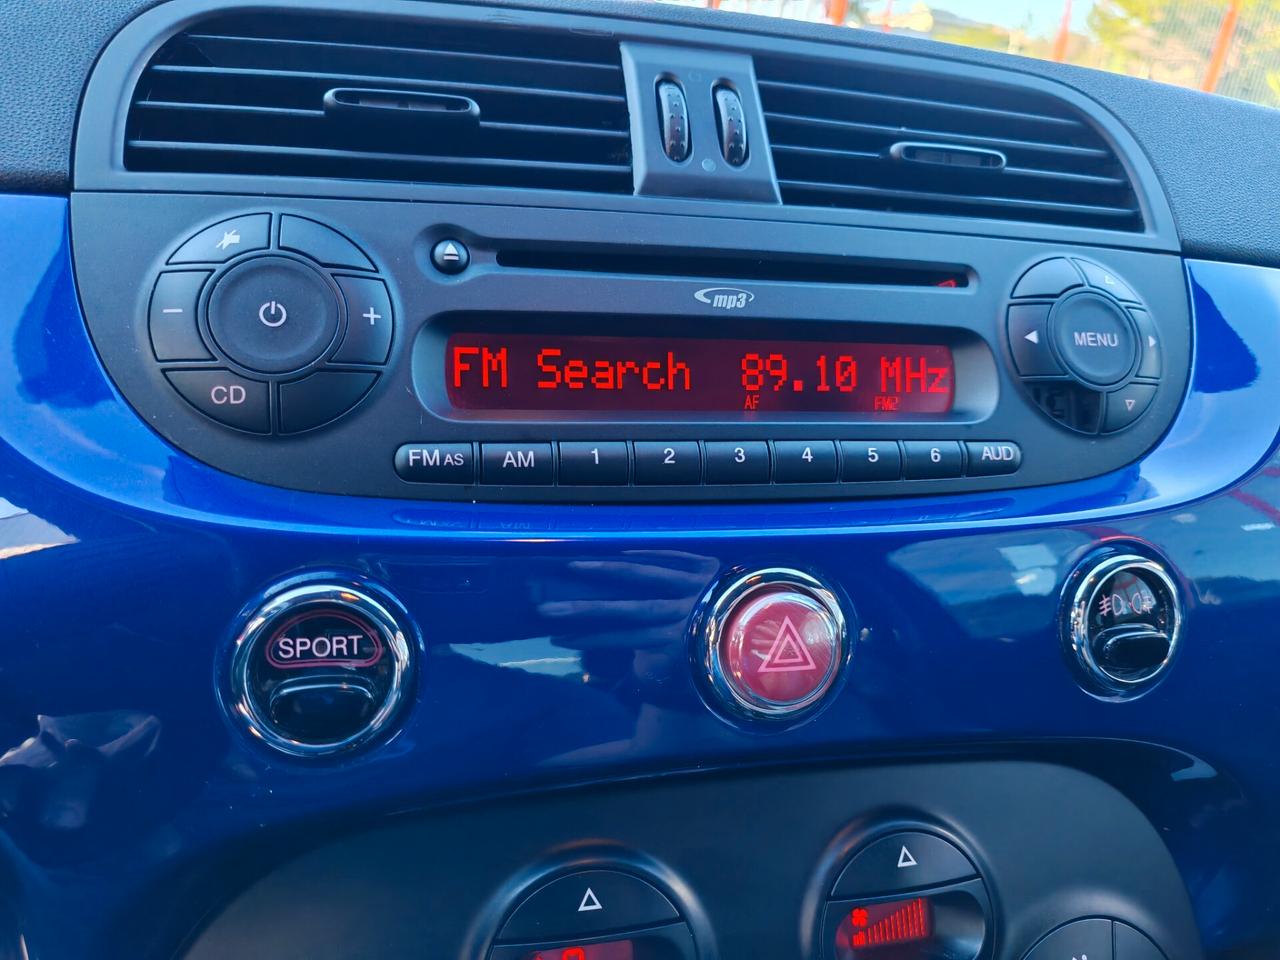 mp3
FM Search 89.10 MHz
AF FM2
CD
MENU
FM AS AM 1 2 3 4 5 6 AUD
SPORT